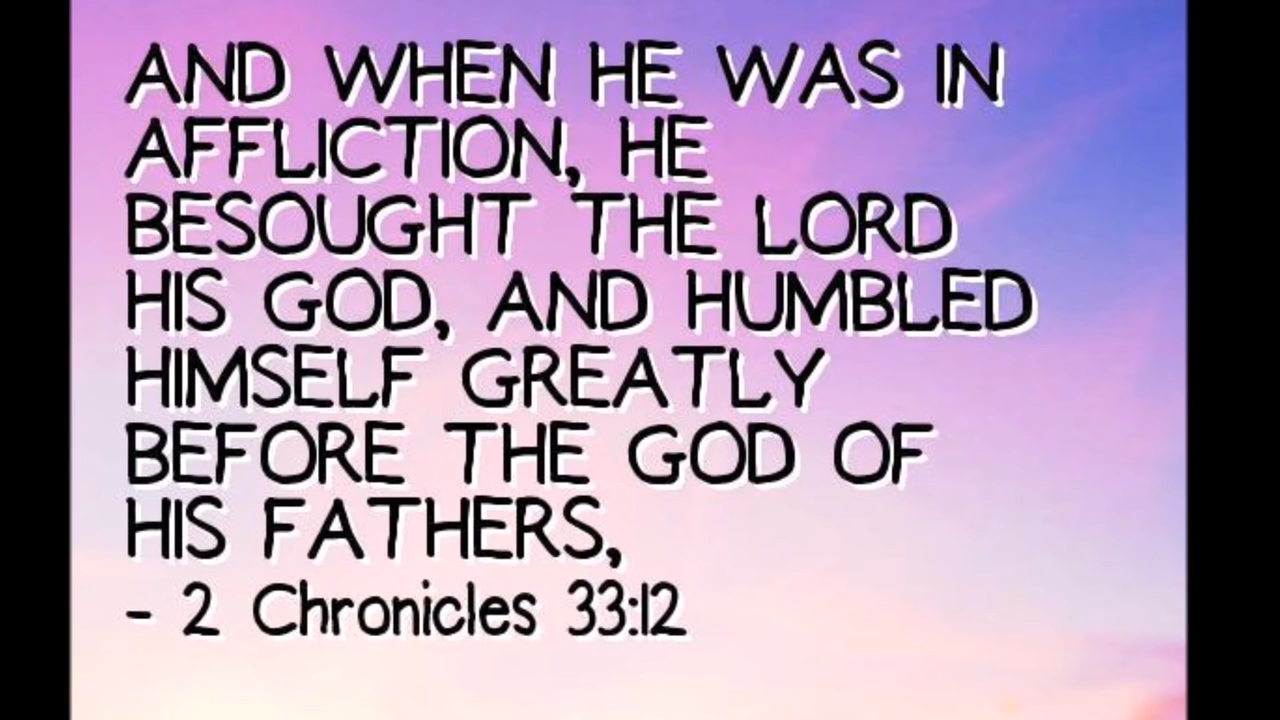 AND WHEN HE WAS IN
AFFLICTION, HE
BESOUGHT THE LORD
HIS GOD, AND HUMBLED
HIMSELF GREATLY
BEFORE THE GOD OF
HIS FATHERS,
- 2 Chronicles 33:12